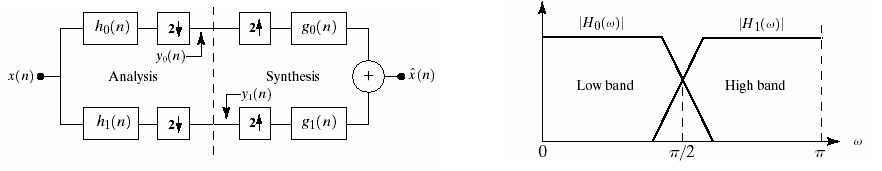 h₀(n) 2↓ 2↑ g₀(n)
y₀(n)
x(n) Analysis Synthesis + x̂(n)
y₁(n)
h₁(n) 2↓ 2↑ g₁(n)
|H₀(ω)| |H₁(ω)|
Low band High band
0 π/2 π ω